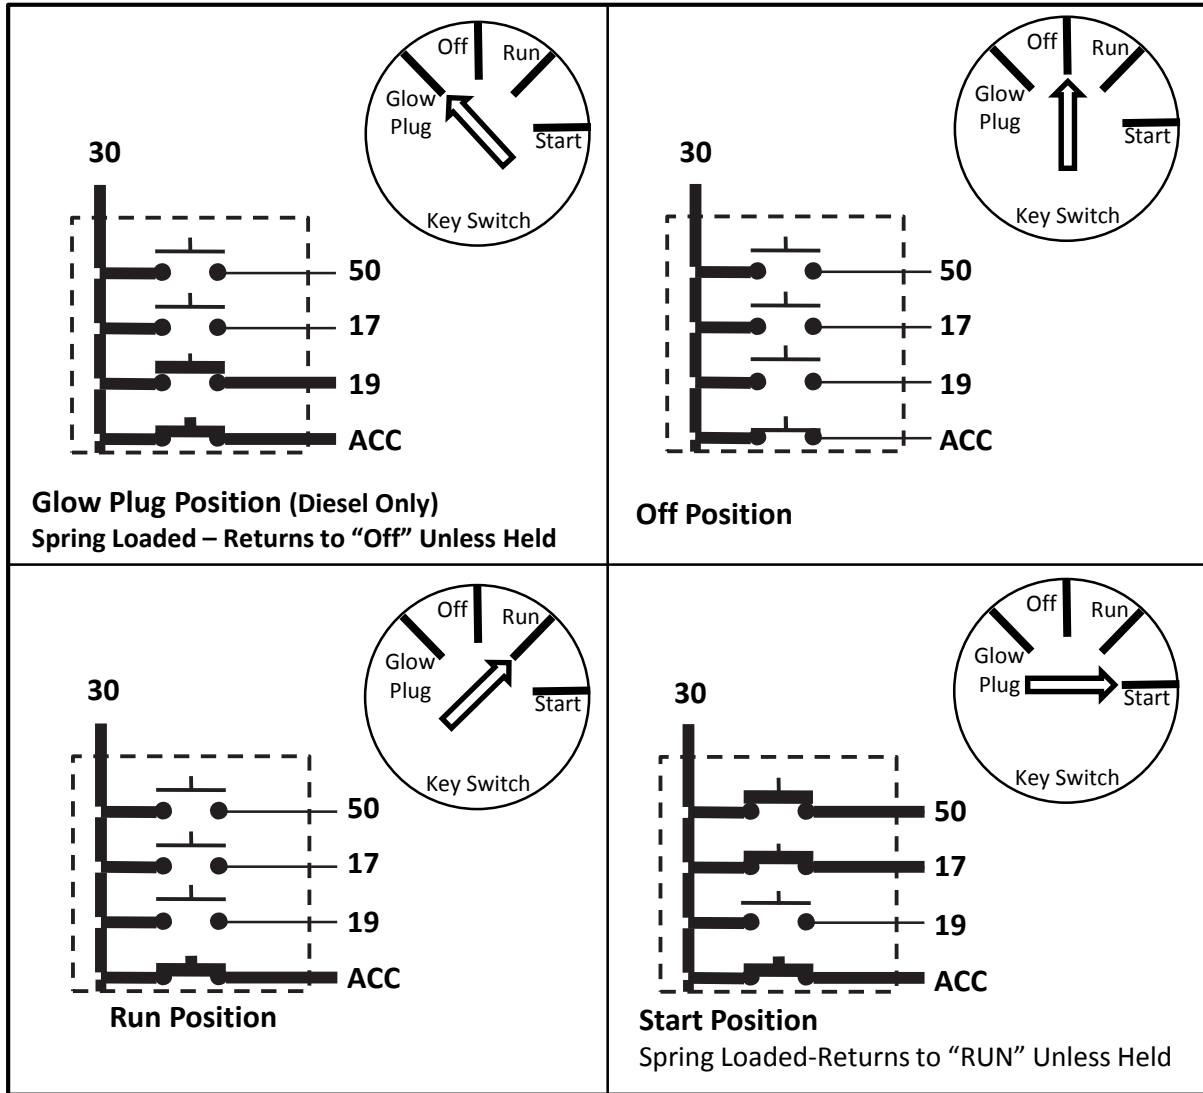 Off
Run
Glow
Plug
Start
Key Switch
30
50
17
19
ACC
Glow Plug Position (Diesel Only)
Spring Loaded – Returns to “Off” Unless Held
Off
Run
Glow
Plug
Start
Key Switch
30
50
17
19
ACC
Off Position
Off
Run
Glow
Plug
Start
Key Switch
30
50
17
19
ACC
Run Position
Off
Run
Glow
Plug
Start
Key Switch
30
50
17
19
ACC
Start Position
Spring Loaded-Returns to “RUN” Unless Held